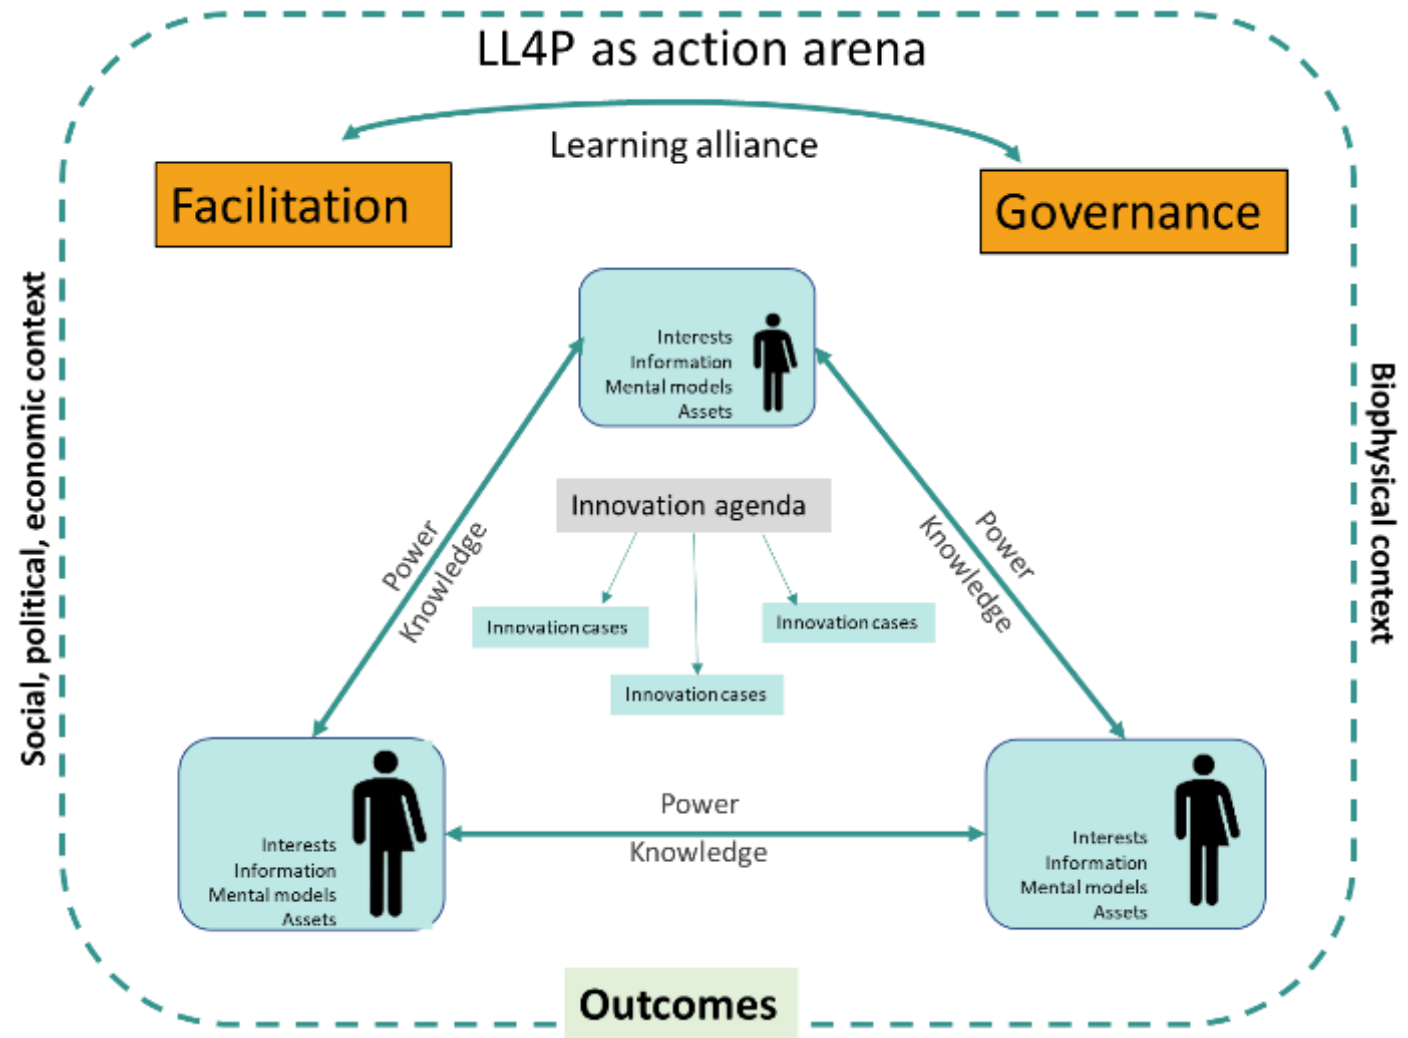 LL4P as action arena
Learning alliance
Facilitation
Governance
Social, political, economic context
Biophysical context
Interests
Information
Mental models
Assets
Power
Knowledge
Power
Knowledge
Innovation agenda
Innovation cases
Innovation cases
Innovation cases
Interests
Information
Mental models
Assets
Power
Knowledge
Interests
Information
Mental models
Assets
Outcomes